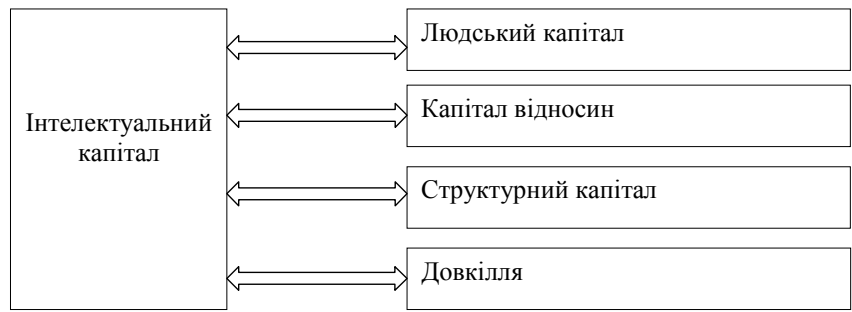 Інтелектуальний
капітал
Людський капітал
Капітал відносин
Структурний капітал
Довкілля